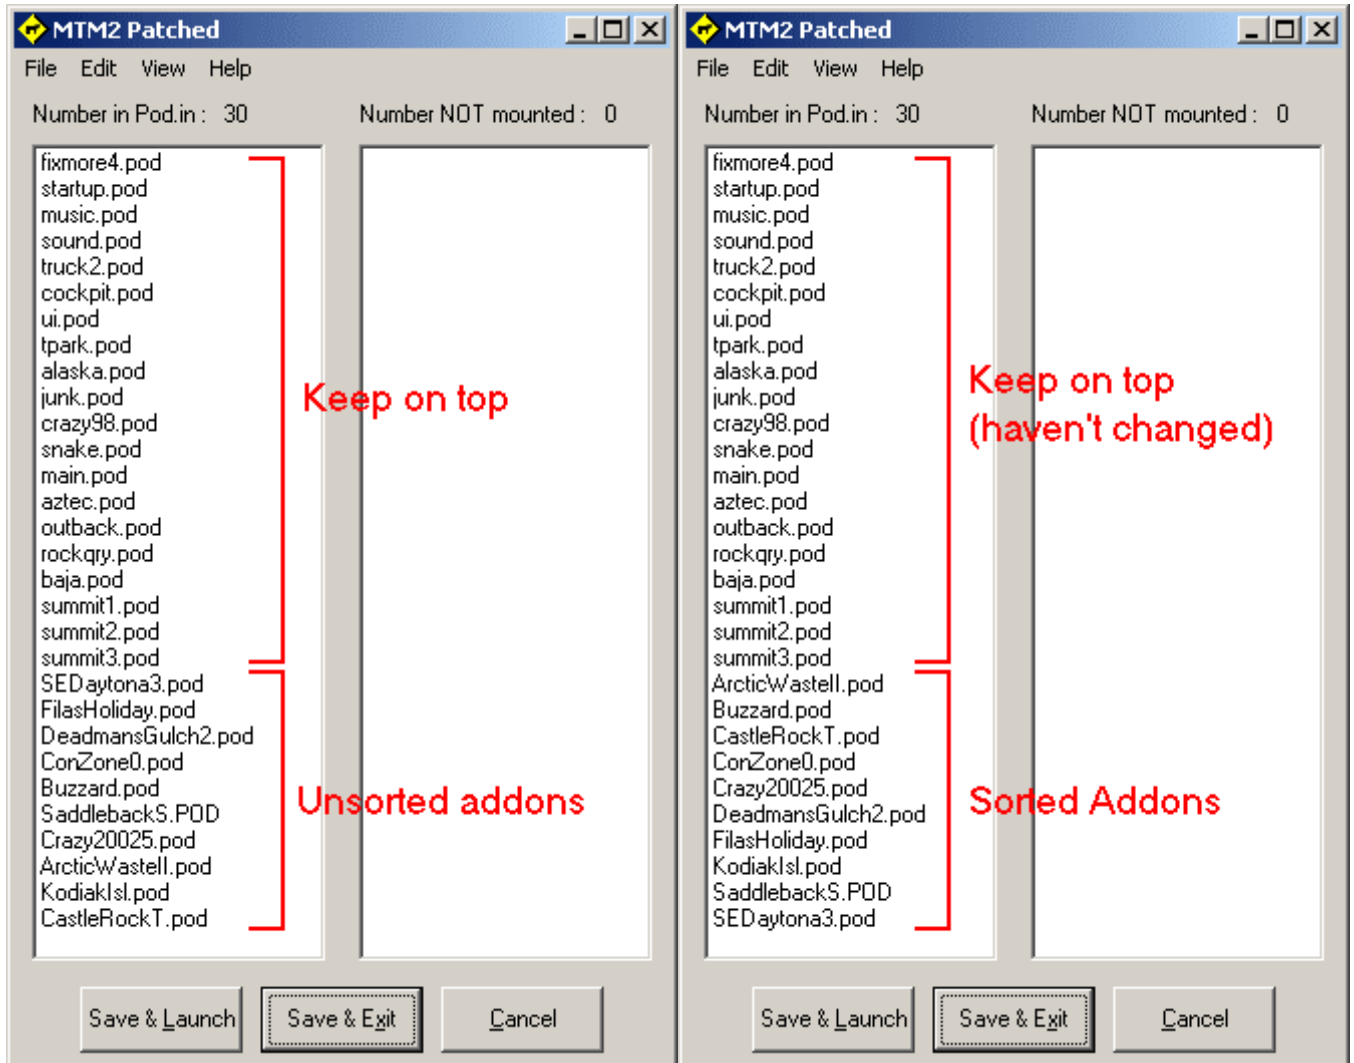 MTM2 Patched
File Edit View Help
Number in Pod.in : 30 Number NOT mounted : 0
fixmore4.pod
startup.pod
music.pod
sound.pod
truck2.pod
cockpit.pod
ui.pod
tpark.pod
alaska.pod
junk.pod
crazy98.pod
snake.pod
main.pod
aztec.pod
outback.pod
rockqry.pod
baja.pod
summit1.pod
summit2.pod
summit3.pod
Keep on top
SEDaytona3.pod
FilasHoliday.pod
DeadmansGulch2.pod
ConZone0.pod
Buzzard.pod
SaddlebackS.POD
Crazy20025.pod
ArcticWasteII.pod
KodiakIsl.pod
CastleRockT.pod
Unsorted addons
Save & Launch Save & Exit Cancel
MTM2 Patched
File Edit View Help
Number in Pod.in : 30 Number NOT mounted : 0
fixmore4.pod
startup.pod
music.pod
sound.pod
truck2.pod
cockpit.pod
ui.pod
tpark.pod
alaska.pod
junk.pod
crazy98.pod
snake.pod
main.pod
aztec.pod
outback.pod
rockqry.pod
baja.pod
summit1.pod
summit2.pod
summit3.pod
Keep on top
(haven't changed)
ArcticWasteII.pod
Buzzard.pod
CastleRockT.pod
ConZone0.pod
Crazy20025.pod
DeadmansGulch2.pod
FilasHoliday.pod
KodiakIsl.pod
SaddlebackS.POD
SEDaytona3.pod
Sorted Addons
Save & Launch Save & Exit Cancel